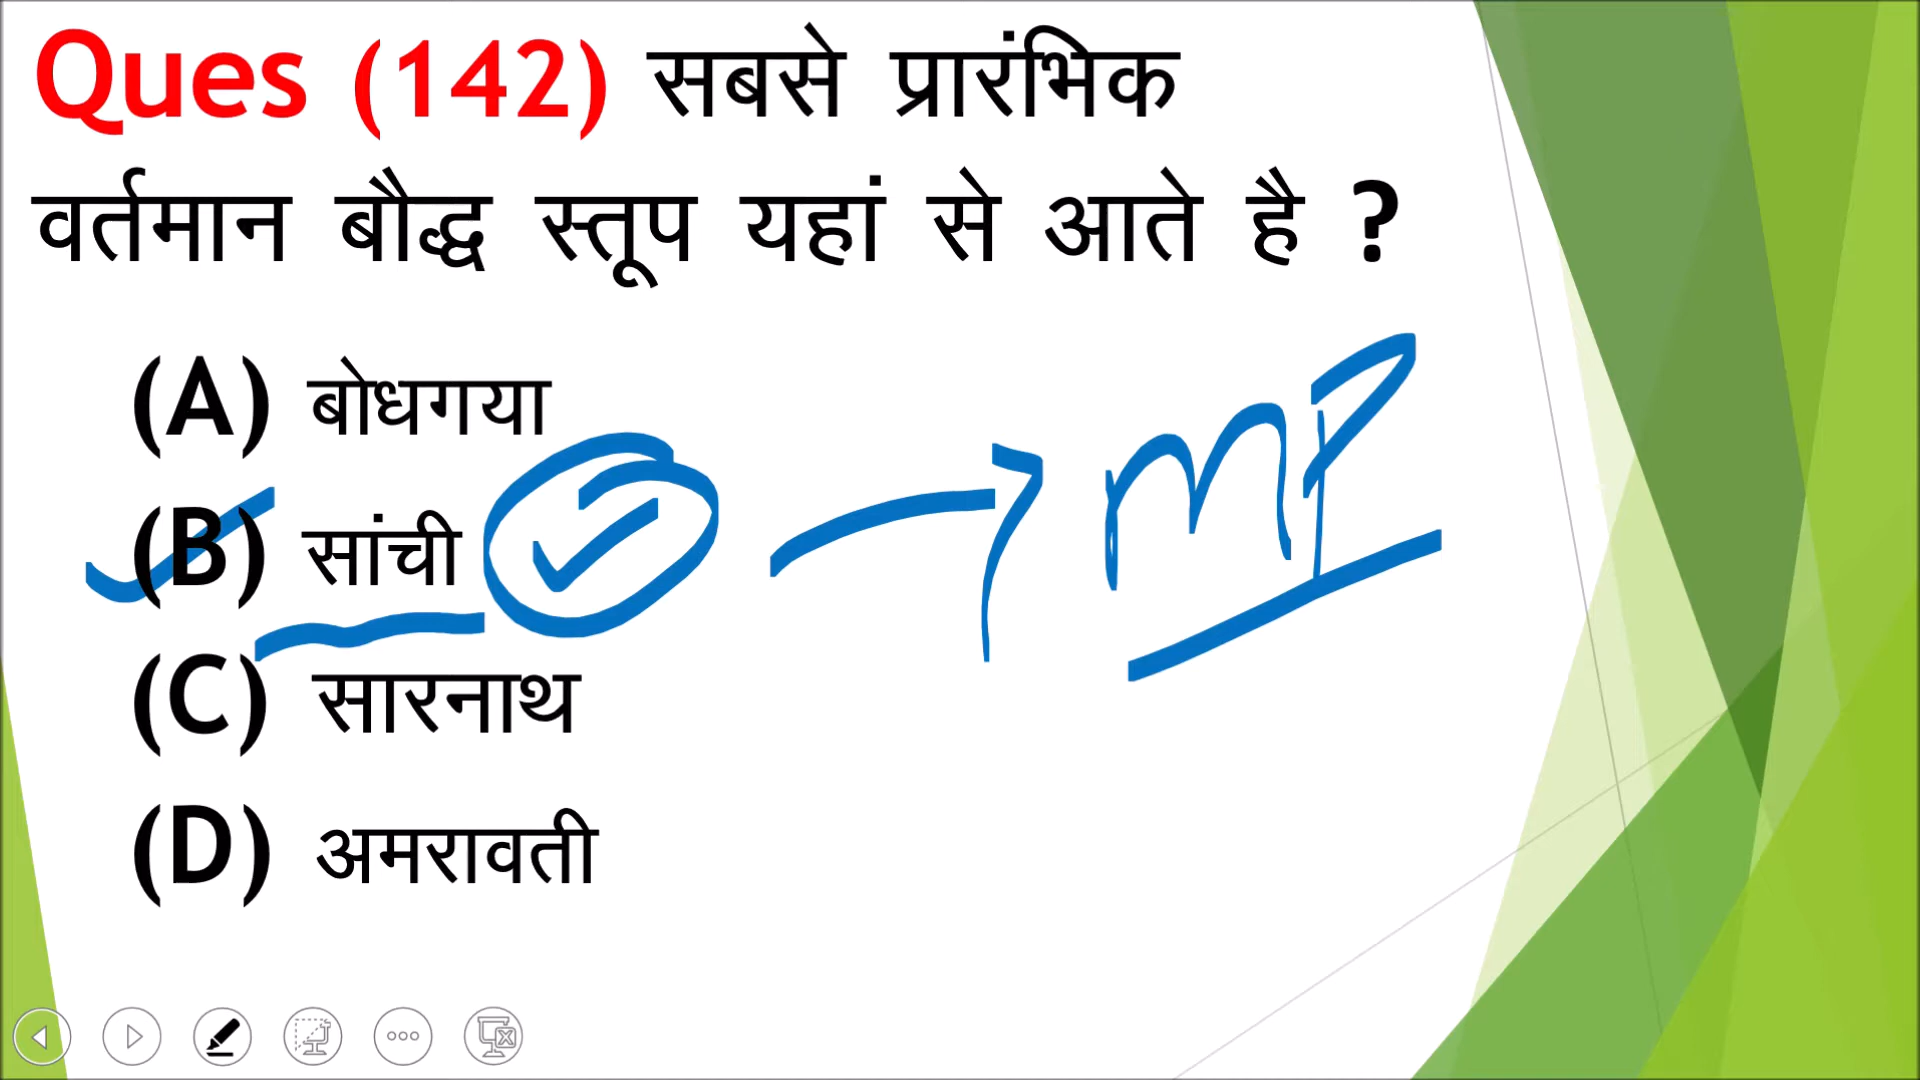 Ques (142) सबसे प्रारंभिक
वर्तमान बौद्ध स्तूप यहां से आते है ?
(A) बोधगया
(B) सांची → MP
(C) सारनाथ
(D) अमरावती